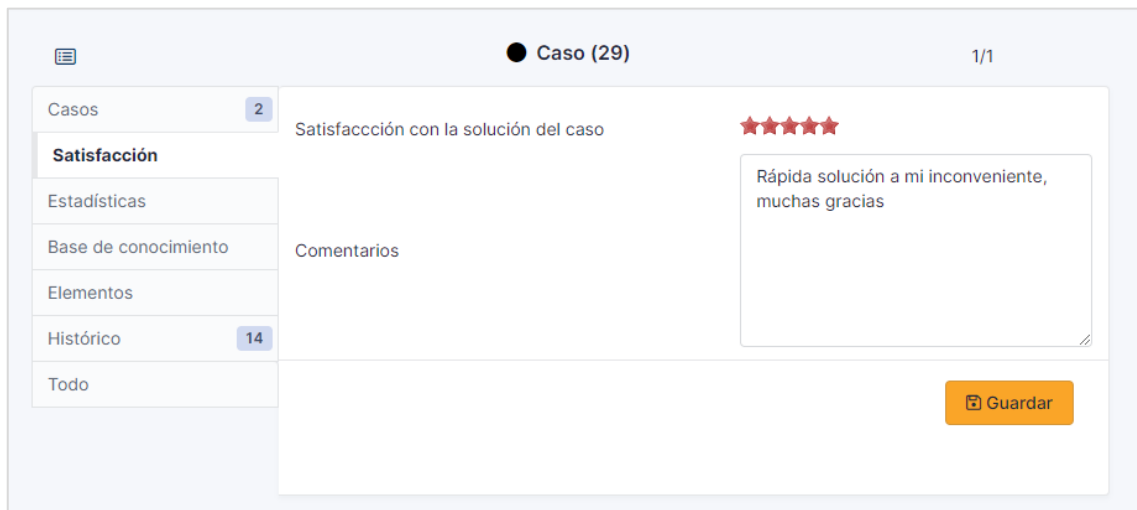 Caso (29)
1/1
Casos 2
Satisfacción
Estadísticas
Base de conocimiento
Elementos
Histórico 14
Todo
Satisfaccción con la solución del caso
Comentarios
Rápida solución a mi inconveniente,
muchas gracias
Guardar